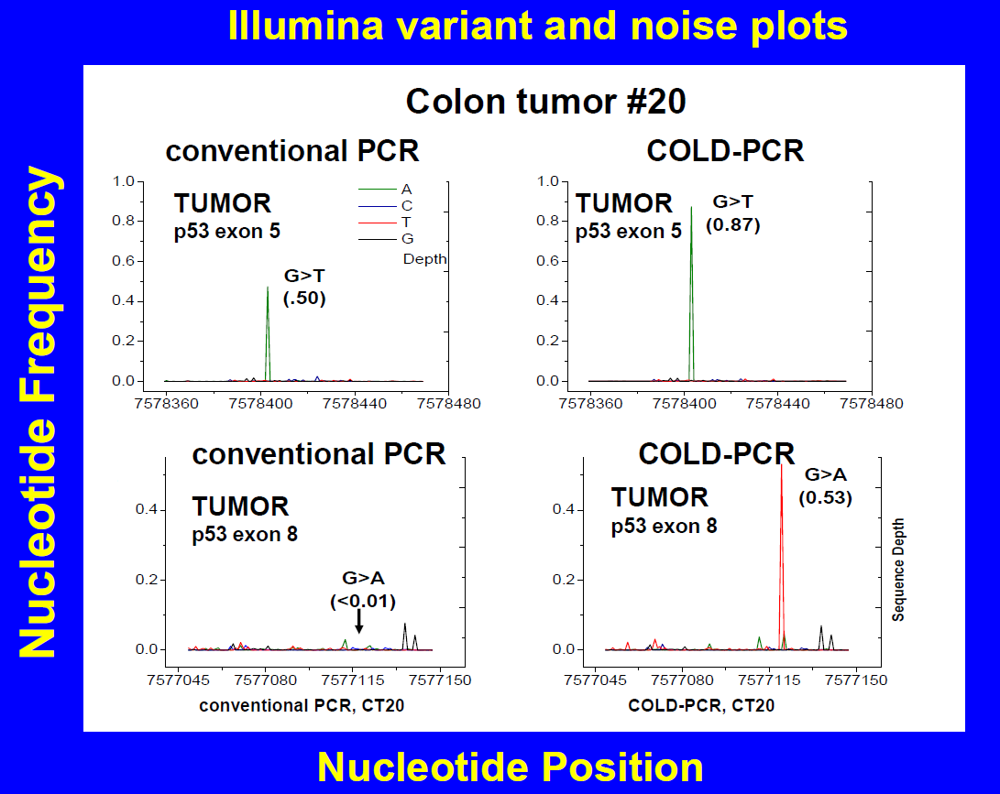 Illumina variant and noise plots
Colon tumor #20
conventional PCR
COLD-PCR
Nucleotide Frequency
1.0
0.8
0.6
0.4
0.2
0.0
TUMOR
p53 exon 5
A
C
T
G
Depth
G>T
(.50)
7578360 7578400 7578440 7578480
1.0
0.8
0.6
0.4
0.2
0.0
TUMOR
p53 exon 5
G>T
(0.87)
7578360 7578400 7578440 7578480
conventional PCR
0.4
0.2
0.0
TUMOR
p53 exon 8
G>A
(<0.01)
7577045 7577080 7577115 7577150
conventional PCR, CT20
COLD-PCR
0.4
0.2
0.0
TUMOR
p53 exon 8
G>A
(0.53)
Sequence Depth
7577045 7577080 7577115 7577150
COLD-PCR, CT20
Nucleotide Position